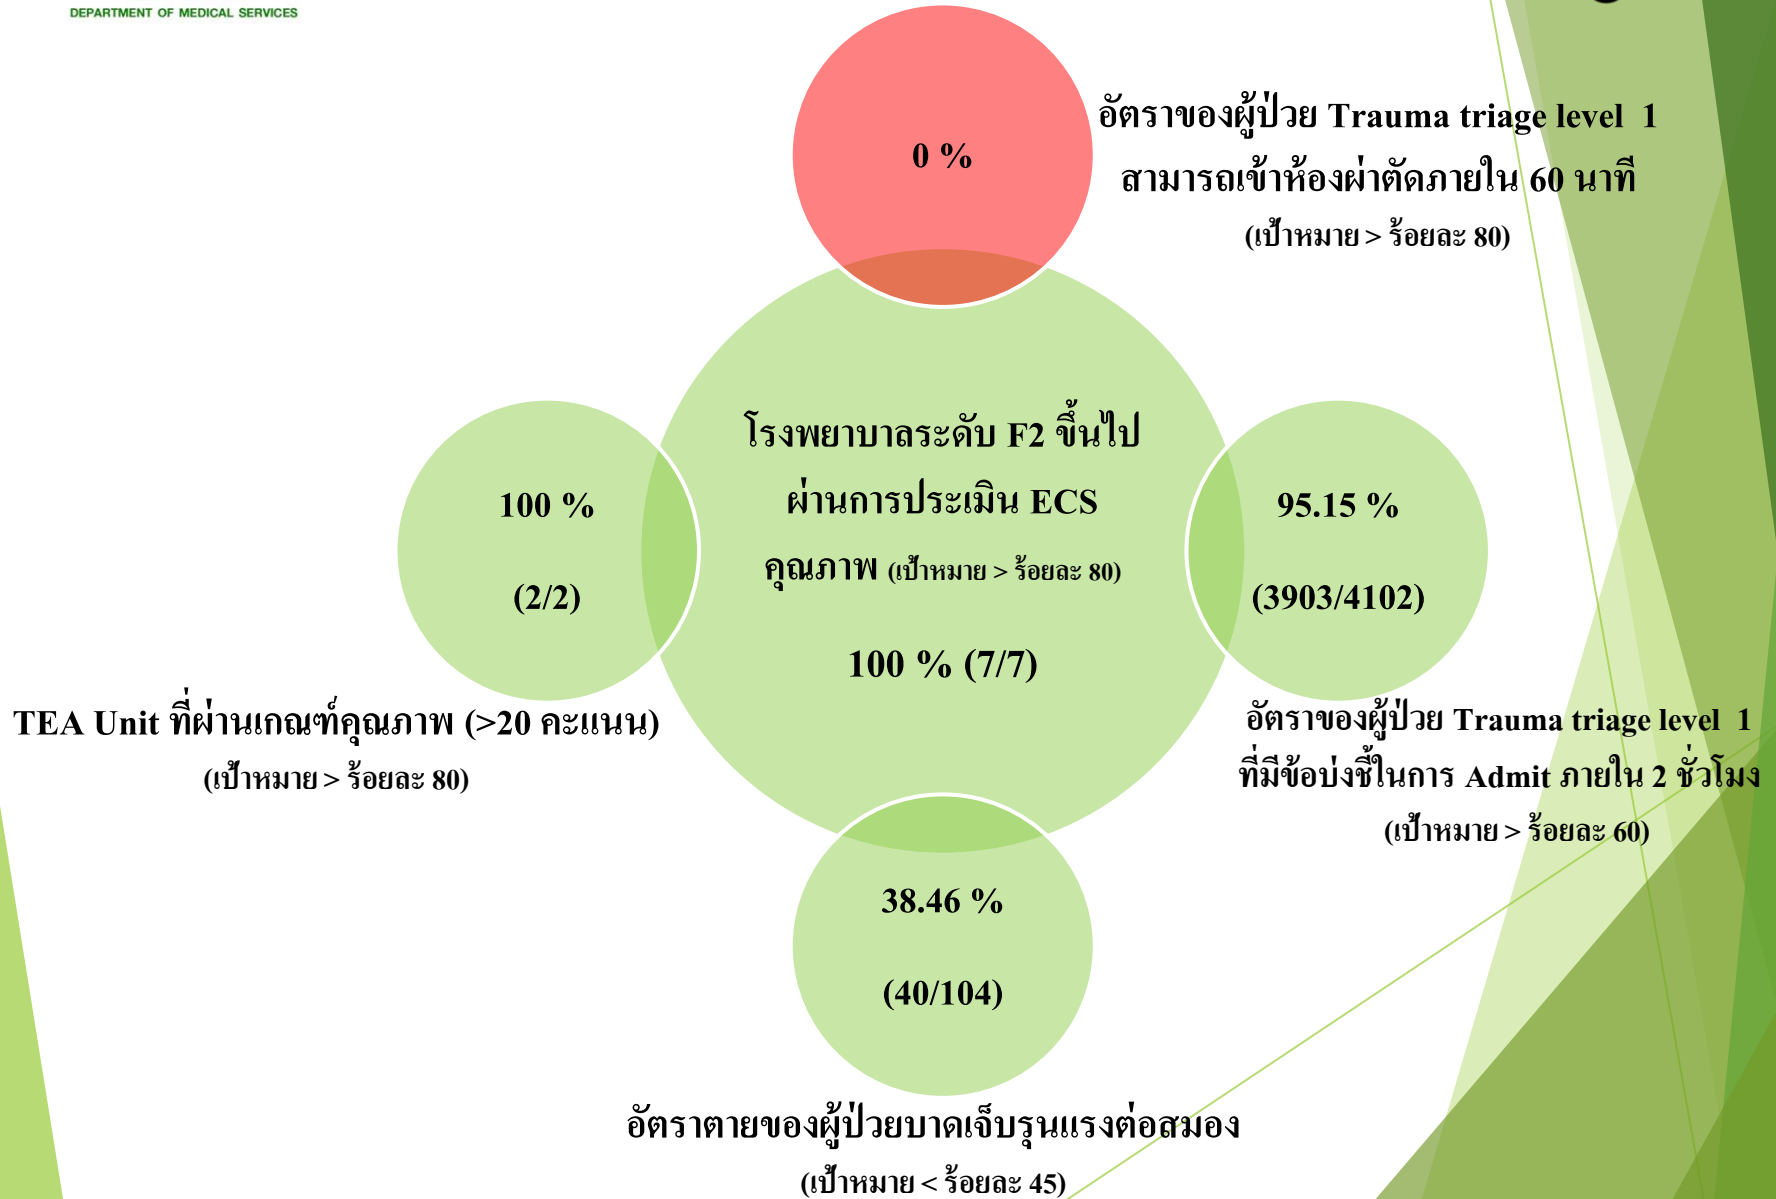 DEPARTMENT OF MEDICAL SERVICES
0 %
อัตราของผู้ป่วย Trauma triage level 1
สามารถเข้าห้องผ่าตัดภายใน 60 นาที
(เป้าหมาย > ร้อยละ 80)
โรงพยาบาลระดับ F2 ขึ้นไป
ผ่านการประเมิน ECS
คุณภาพ (เป้าหมาย > ร้อยละ 80)
100 % (7/7)
100 %
(2/2)
TEA Unit ที่ผ่านเกณฑ์คุณภาพ (>20 คะแนน)
(เป้าหมาย > ร้อยละ 80)
95.15 %
(3903/4102)
อัตราของผู้ป่วย Trauma triage level 1
ที่มีข้อบ่งชี้ในการ Admit ภายใน 2 ชั่วโมง
(เป้าหมาย > ร้อยละ 60)
38.46 %
(40/104)
อัตราตายของผู้ป่วยบาดเจ็บรุนแรงต่อสมอง
(เป้าหมาย < ร้อยละ 45)